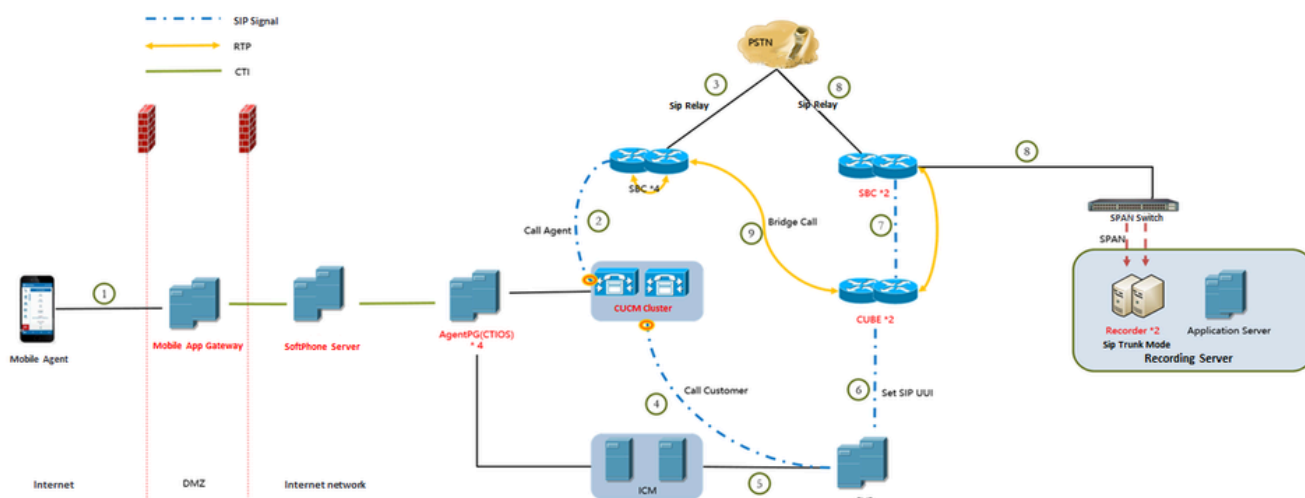 SIP Signal
RTP
CTI
PSTN
3
8
Sip Relay
Sip Relay
8
SBC *4
SBC *2
SPAN Switch
2
Call Agent
9
Bridge Call
7
SPAN
1
CUCM Cluster
CUBE *2
Recorder *2
Application Server
Sip Trunk Mode
Recording Server
Mobile Agent
Mobile App Gateway
SoftPhone Server
AgentPG(CTIOS)
* 4
4
Call Customer
6
Set SIP UUI
5
ICM
Internet
DMZ
Internet network